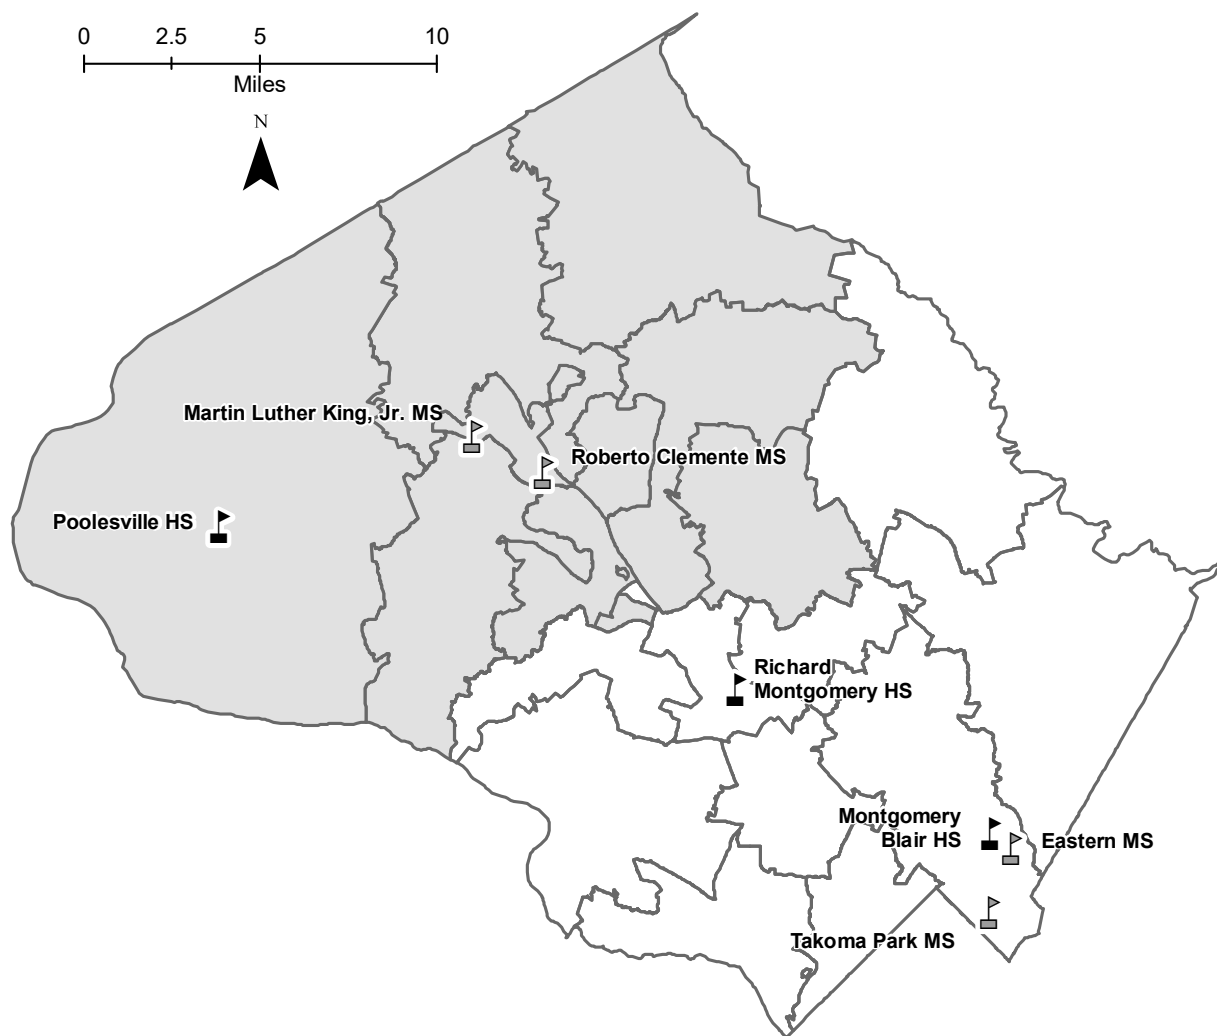 0 2.5 5 10
Miles
N
Martin Luther King, Jr. MS
Roberto Clemente MS
Poolesville HS
Richard
Montgomery HS
Montgomery
Blair HS
Eastern MS
Takoma Park MS